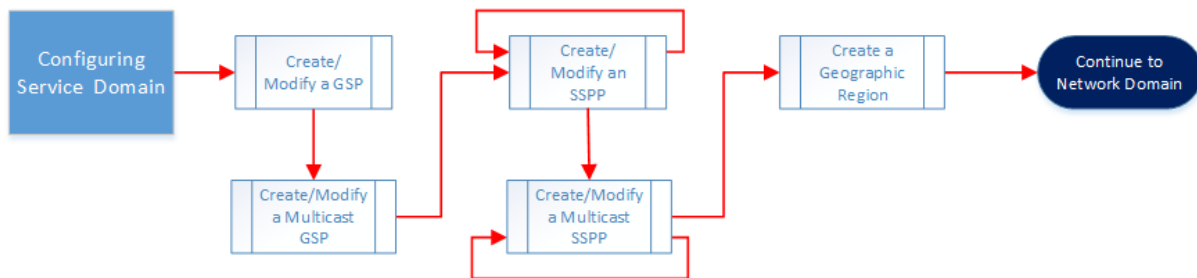 Configuring
Service Domain
Create/
Modify a GSP
Create/Modify
a Multicast
GSP
Create/
Modify an
SSPP
Create/Modify
a Multicast
SSPP
Create a
Geographic
Region
Continue to
Network Domain